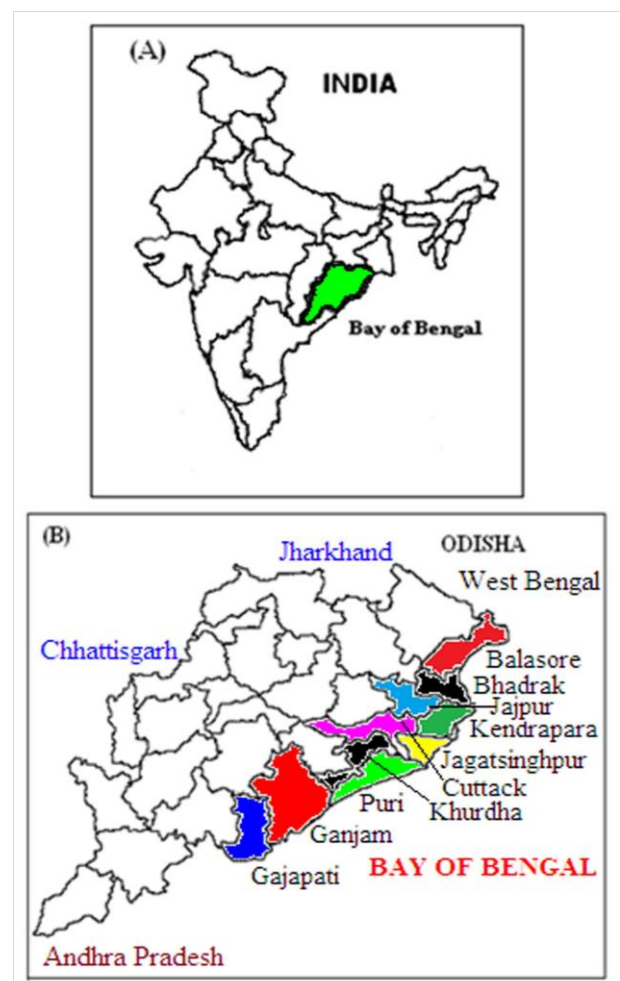 (A)
INDIA
Bay of Bengal
(B)
ODISHA
Jharkhand
West Bengal
Chhattisgarh
Balasore
Bhadrak
Jajpur
Kendrapara
Jagatsinghpur
Cuttack
Khurdha
Puri
Ganjam
Gajapati
BAY OF BENGAL
Andhra Pradesh